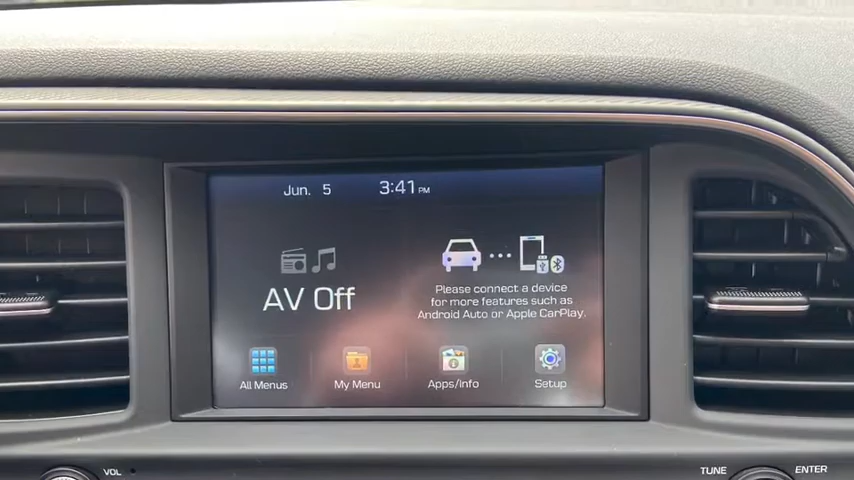 Jun. 5 3:41 PM
AV Off
Please connect a device
for more features such as
Android Auto or Apple CarPlay.
All Menus My Menu Apps/Info Setup
VOL TUNE ENTER